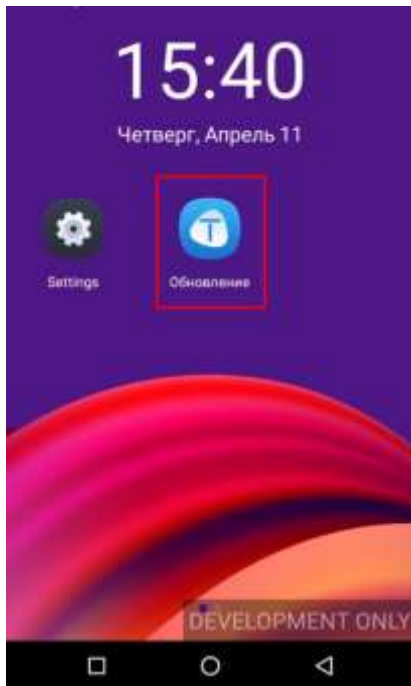 15:40
Четверг, Апрель 11
T
Settings
Обновление
DEVELOPMENT ONLY